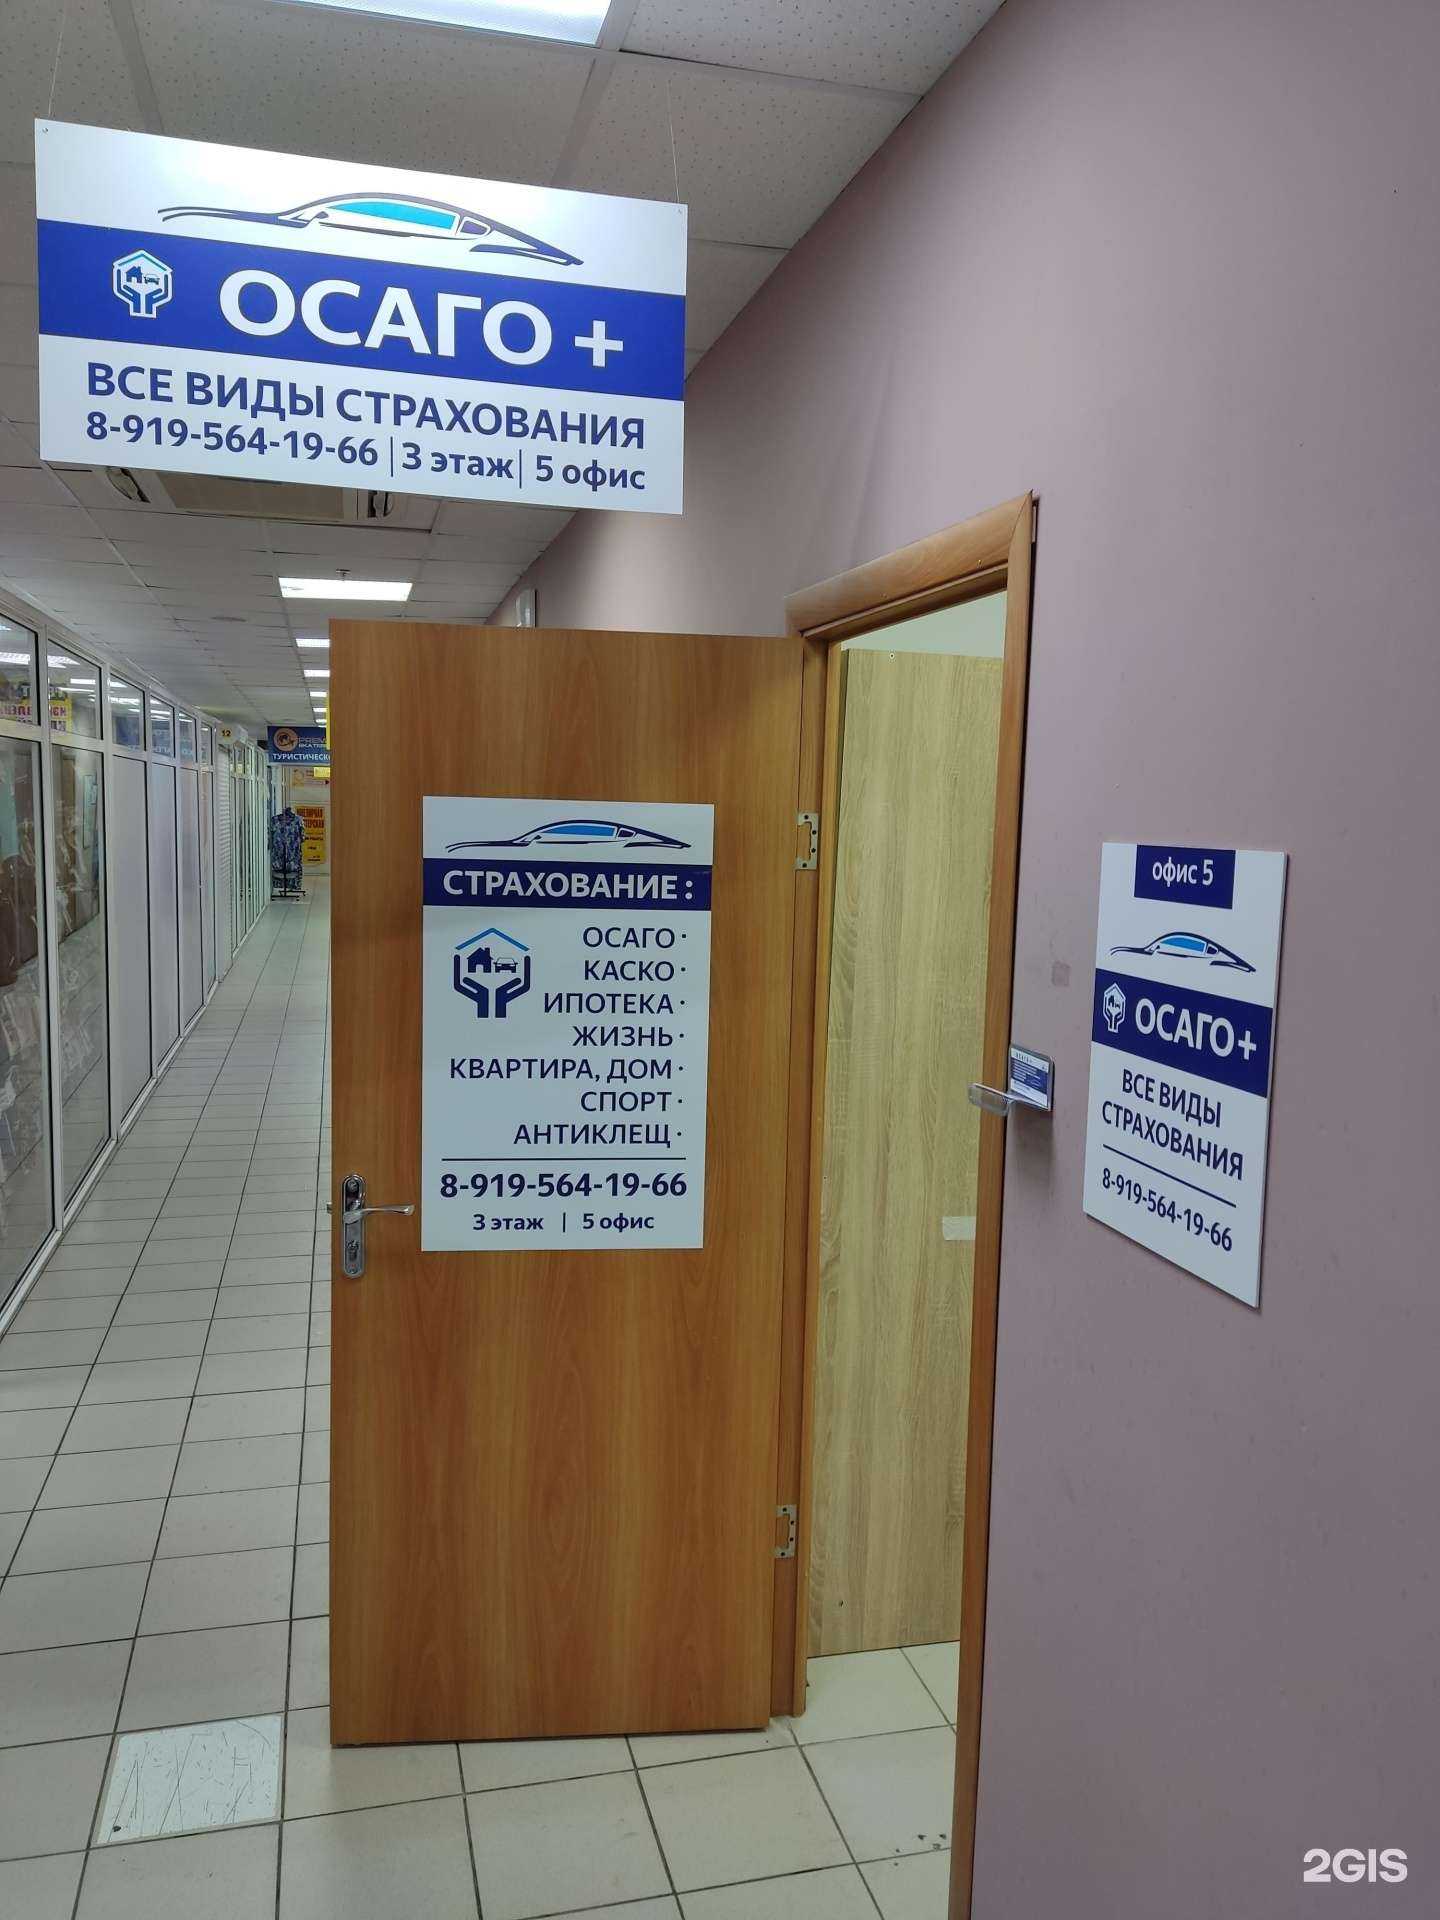 ОСАГО +
ВСЕ ВИДЫ СТРАХОВАНИЯ
8-919-564-19-66 | 3 этаж | 5 офис
12
ТУРИСТИЧЕСКО
СТРАХОВАНИЕ:
ОСАГО·
КАСКО·
ИПОТЕКА·
ЖИЗНЬ·
КВАРТИРА, ДОМ·
СПОРТ·
АНТИКЛЕЩ·
8-919-564-19-66
3 этаж | 5 офис
офис 5
ОСАГО+
ВСЕ ВИДЫ
СТРАХОВАНИЯ
8-919-564-19-66
2GIS